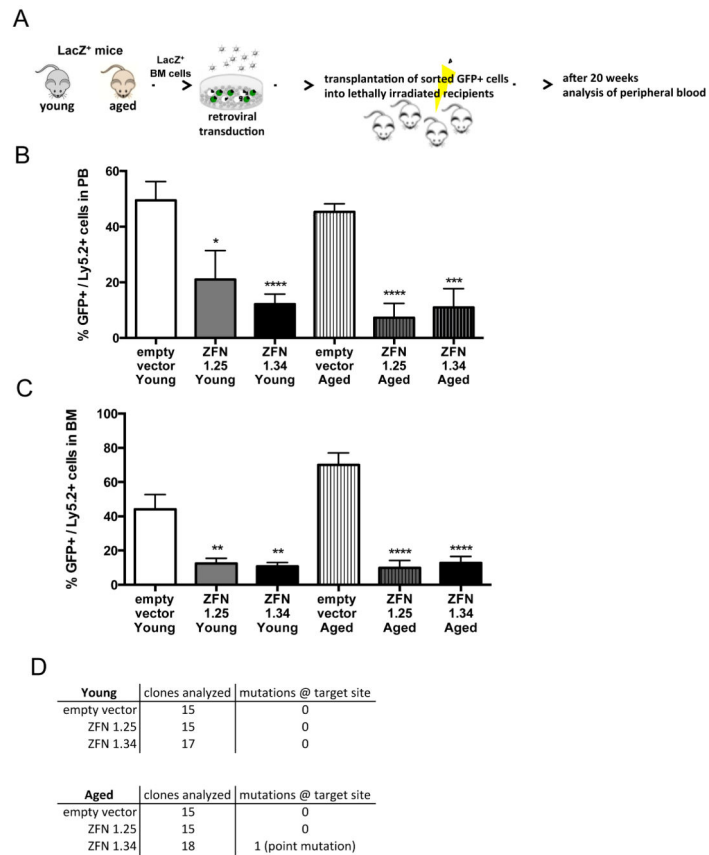 A
LacZ+ mice
young aged
LacZ+
BM cells
retroviral
transduction
transplantation of sorted GFP+ cells
into lethally irradiated recipients
after 20 weeks
analysis of peripheral blood
B
% GFP+ / Ly5.2+ cells in PB
60
40
20
0
*
****
****
***
empty vector Young
ZFN 1.25 Young
ZFN 1.34 Young
empty vector Aged
ZFN 1.25 Aged
ZFN 1.34 Aged
C
% GFP+ / Ly5.2+ cells in BM
100
80
60
40
20
0
**
**
****
****
empty vector Young
ZFN 1.25 Young
ZFN 1.34 Young
empty vector Aged
ZFN 1.25 Aged
ZFN 1.34 Aged
D
Young clones analyzed mutations @ target site
empty vector 15 0
ZFN 1.25 15 0
ZFN 1.34 17 0
Aged clones analyzed mutations @ target site
empty vector 15 0
ZFN 1.25 15 0
ZFN 1.34 18 1 (point mutation)